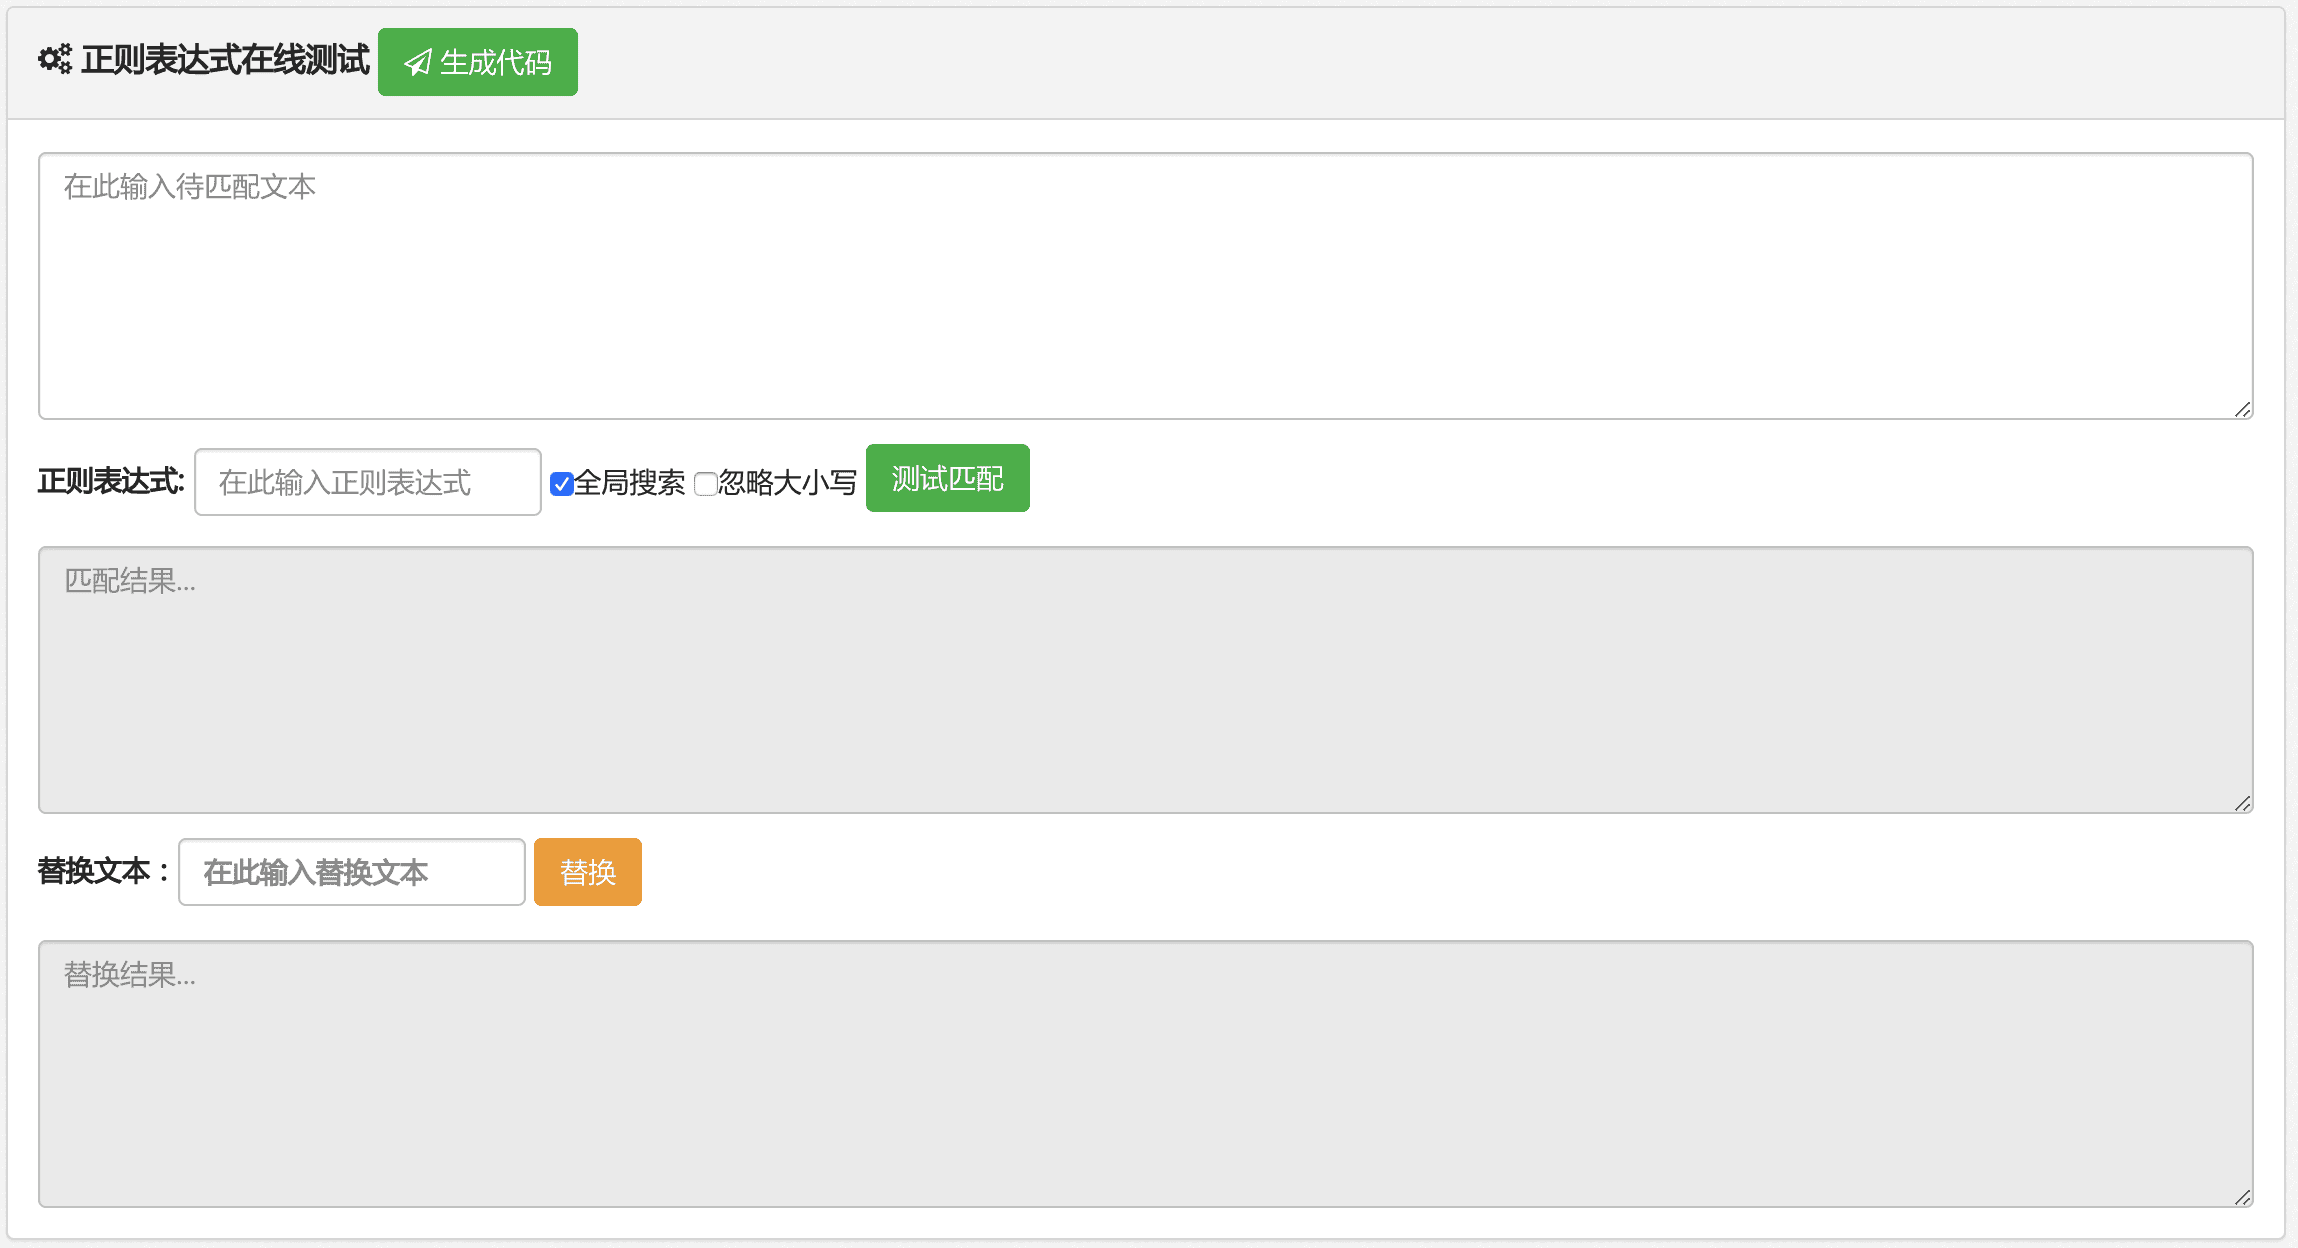 正则表达式在线测试 生成代码
在此输入待匹配文本
正则表达式: 在此输入正则表达式 全局搜索 忽略大小写 测试匹配
匹配结果...
替换文本： 在此输入替换文本 替换
替换结果...